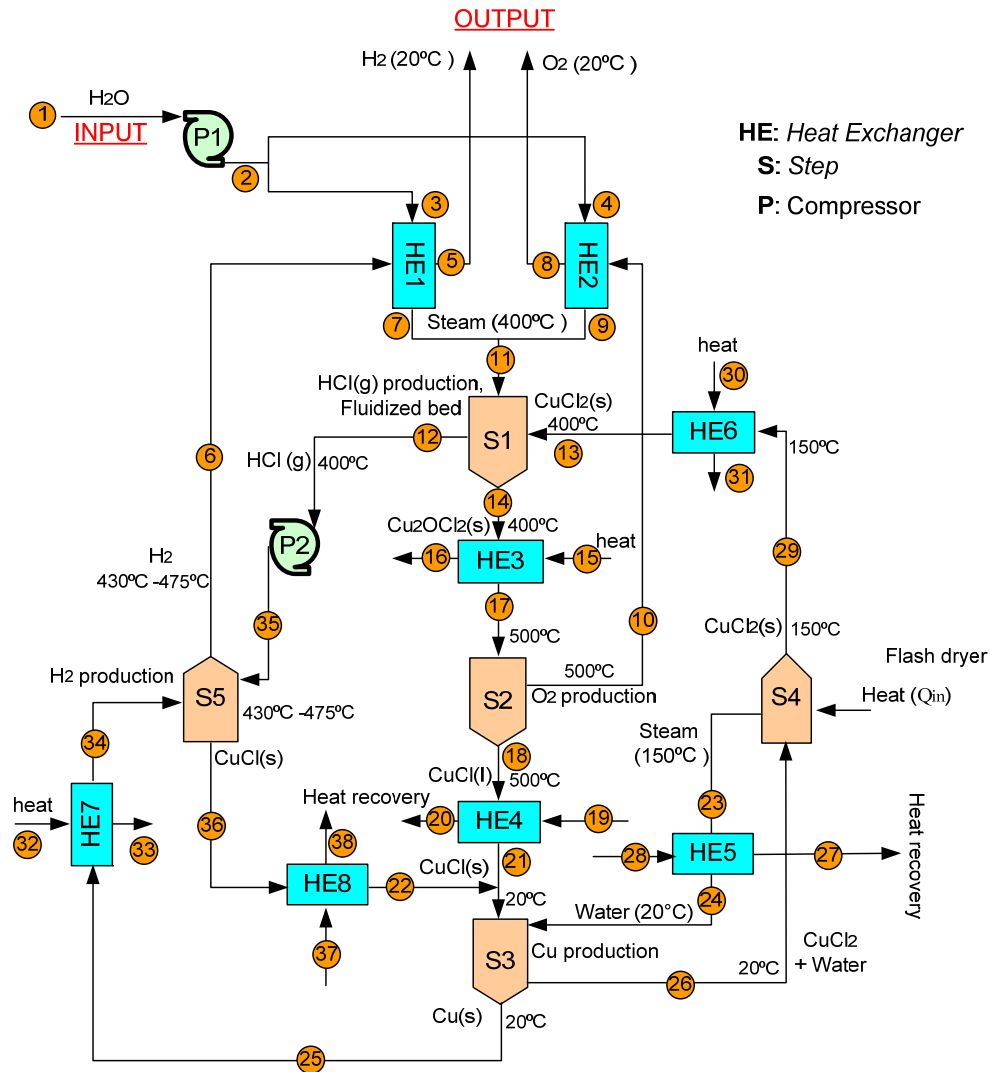 OUTPUT
H2 (20ºC )
O2 (20ºC )
1
H2O
INPUT
P1
2
HE: Heat Exchanger
S: Step
P: Compressor
3
4
HE1
5
8
HE2
7
Steam (400ºC )
9
11
heat
30
HCl(g) production,
Fluidized bed
CuCl2(s)
400ºC
12
S1
13
HE6
150ºC
31
6
HCl (g)
400ºC
14
Cu2OCl2(s)
400ºC
P2
16
HE3
15
heat
29
H2
430ºC -475ºC
17
35
500ºC
10
CuCl2(s)
150ºC
500ºC
Flash dryer
H2 production
S5
430ºC -475ºC
S2
O2 production
S4
Heat (Qin)
34
CuCl(s)
Steam
(150ºC )
18
CuCl(l)
500ºC
23
heat
HE7
32
33
36
Heat recovery
20
HE4
19
38
21
28
HE5
27
Heat recovery
HE8
22
CuCl(s)
24
20ºC
Water (20°C)
37
S3
Cu production
CuCl2
+ Water
20ºC
26
Cu(s)
20ºC
25